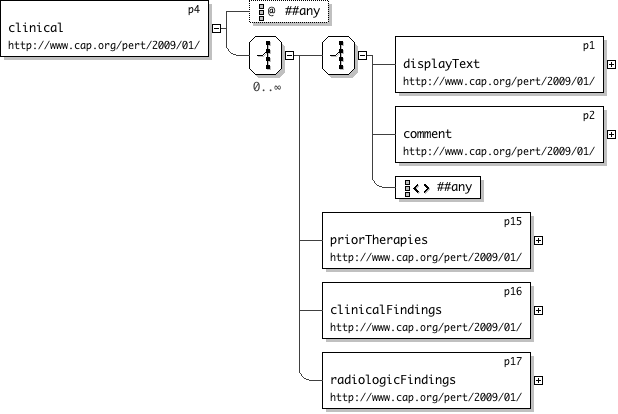 p4
clinical
http://www.cap.org/pert/2009/01/
@ ##any
0..∞
p1
displayText
http://www.cap.org/pert/2009/01/
p2
comment
http://www.cap.org/pert/2009/01/
<> ##any
p15
priorTherapies
http://www.cap.org/pert/2009/01/
p16
clinicalFindings
http://www.cap.org/pert/2009/01/
p17
radiologicFindings
http://www.cap.org/pert/2009/01/